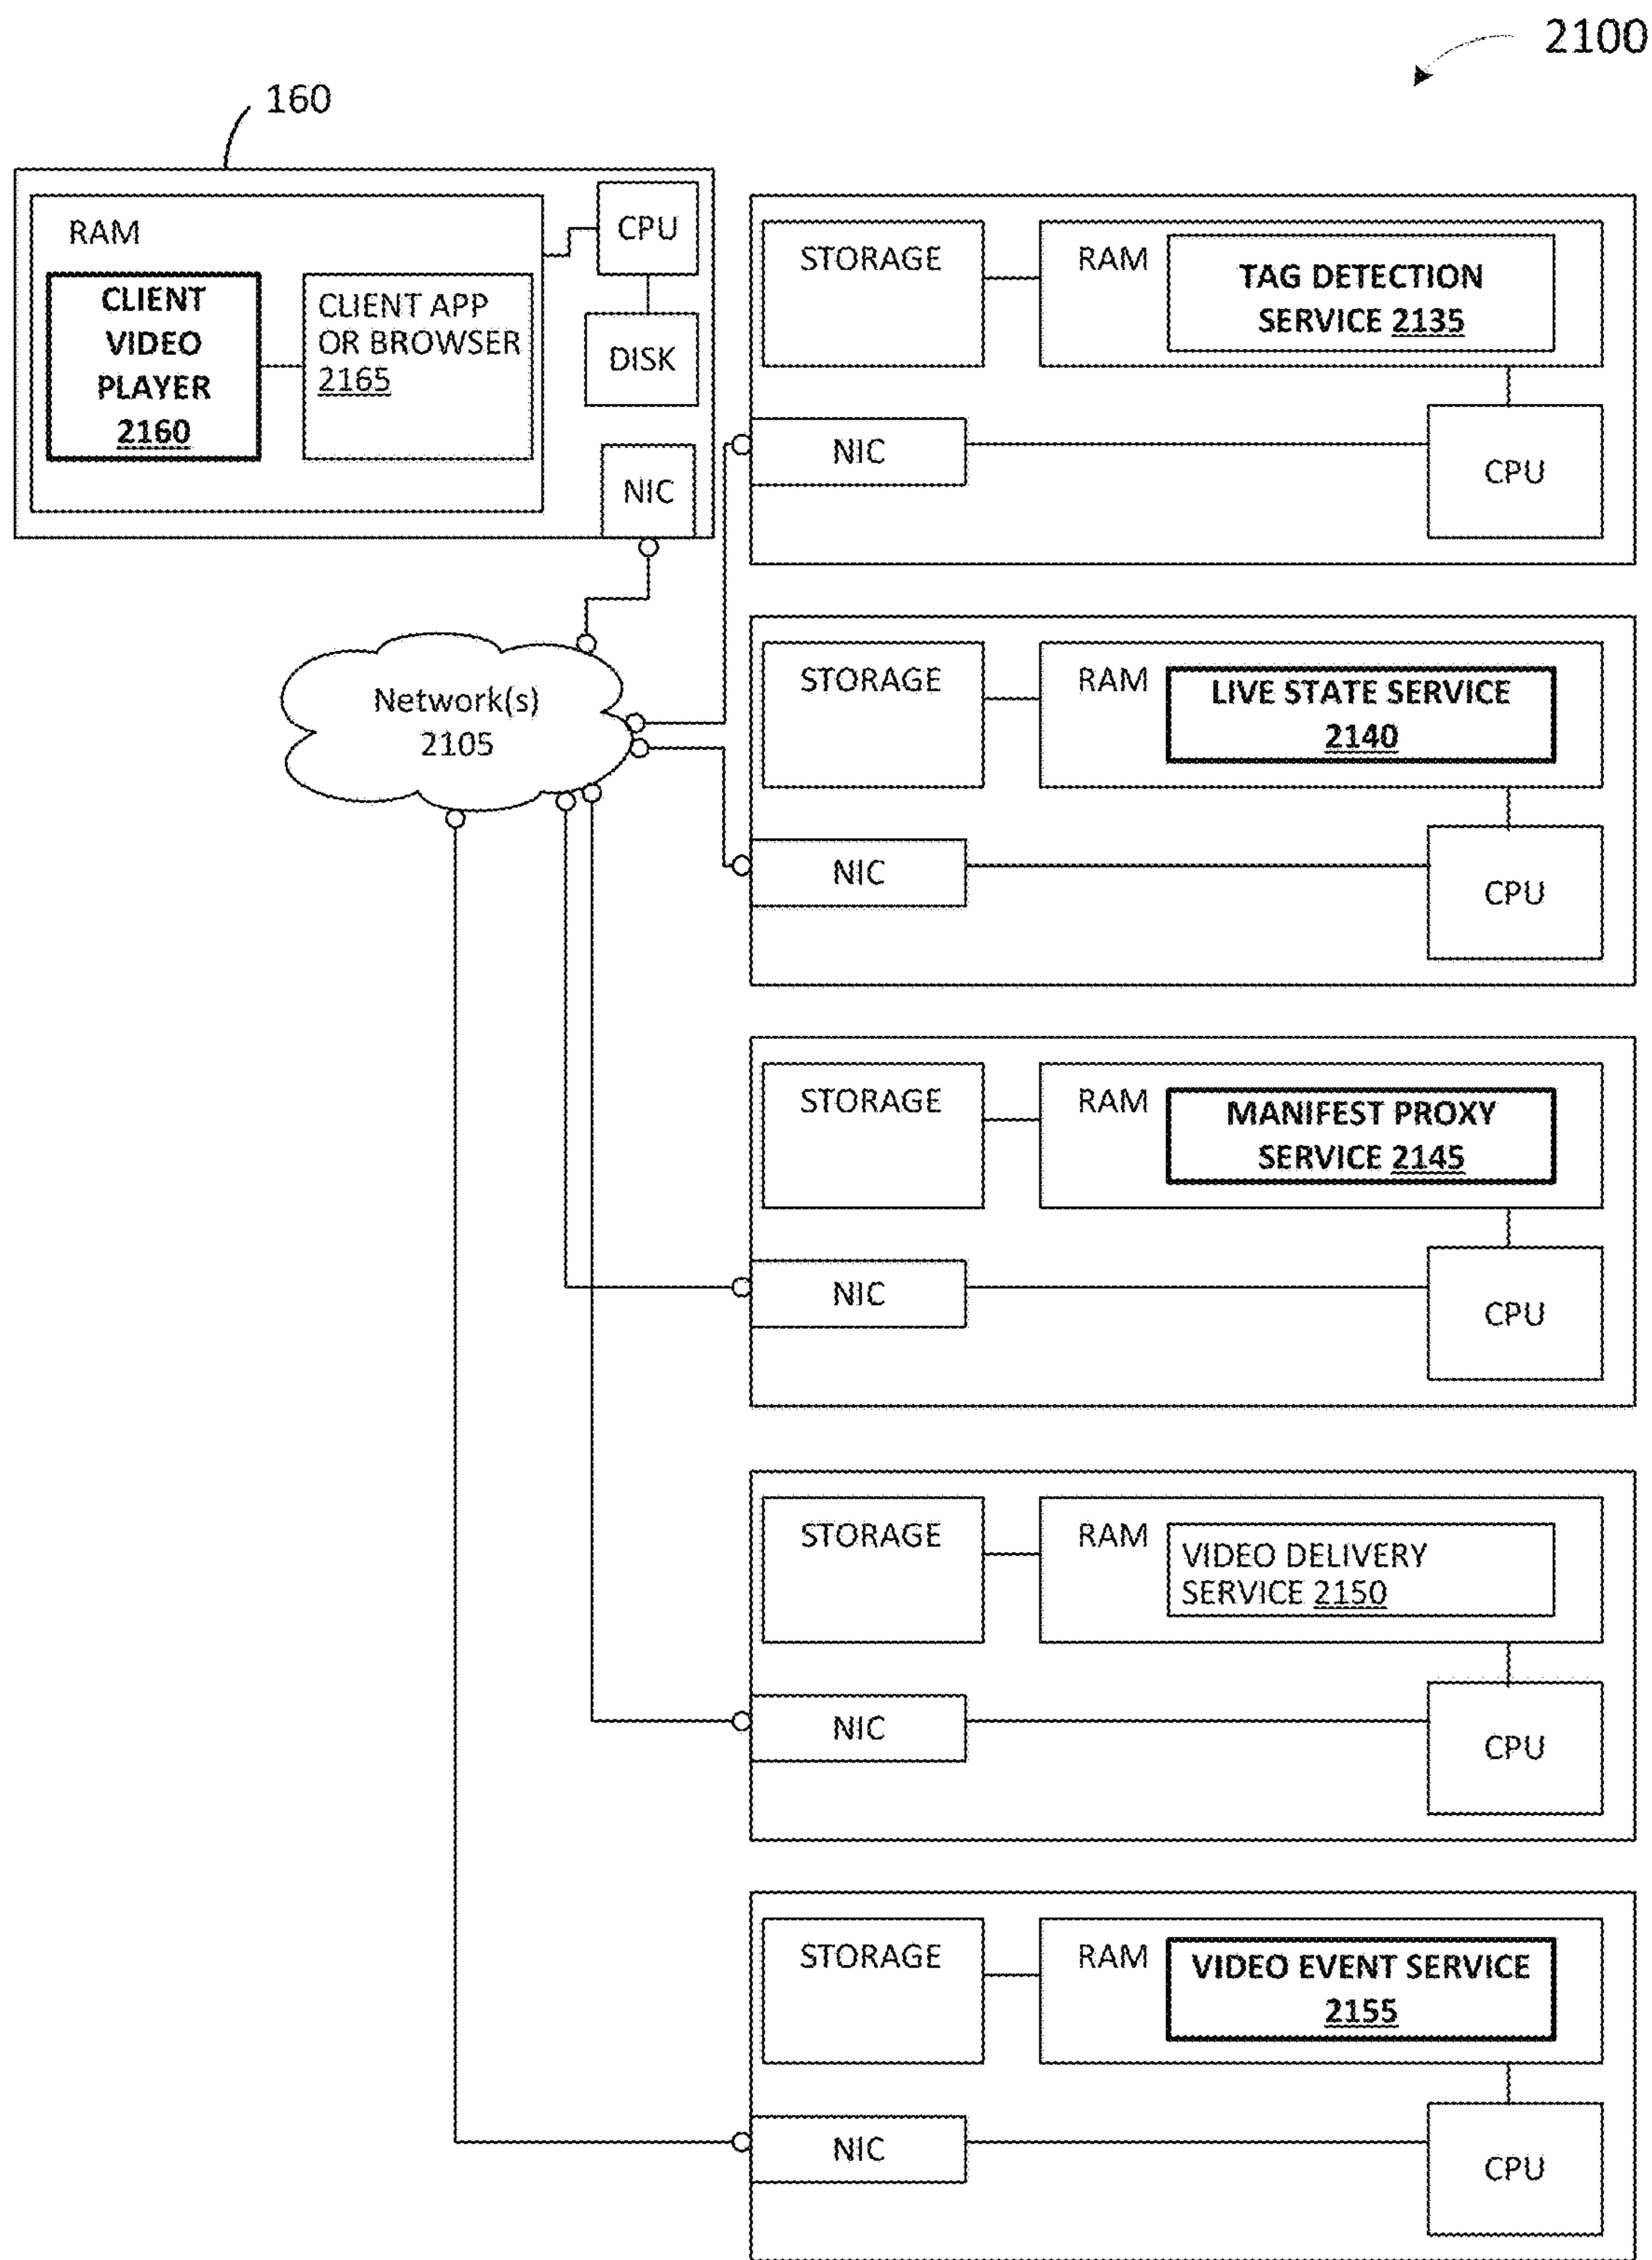 2100
160
RAM
CPU
CLIENT
VIDEO
PLAYER
2160
CLIENT APP
OR BROWSER
2165
DISK
NIC
STORAGE
RAM
TAG DETECTION
SERVICE 2135
NIC
CPU
Network(s)
2105
STORAGE
RAM
LIVE STATE SERVICE
2140
NIC
CPU
STORAGE
RAM
MANIFEST PROXY
SERVICE 2145
NIC
CPU
STORAGE
RAM
VIDEO DELIVERY
SERVICE 2150
NIC
CPU
STORAGE
RAM
VIDEO EVENT SERVICE
2155
NIC
CPU